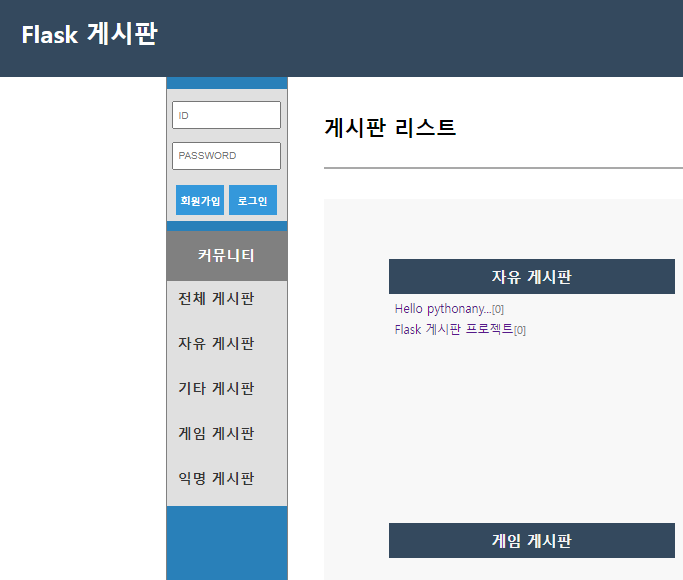 Flask 게시판
ID
PASSWORD
회원가입 로그인
커뮤니티
전체 게시판
자유 게시판
기타 게시판
게임 게시판
익명 게시판
게시판 리스트
자유 게시판
Hello pythonany...[0]
Flask 게시판 프로젝트[0]
게임 게시판